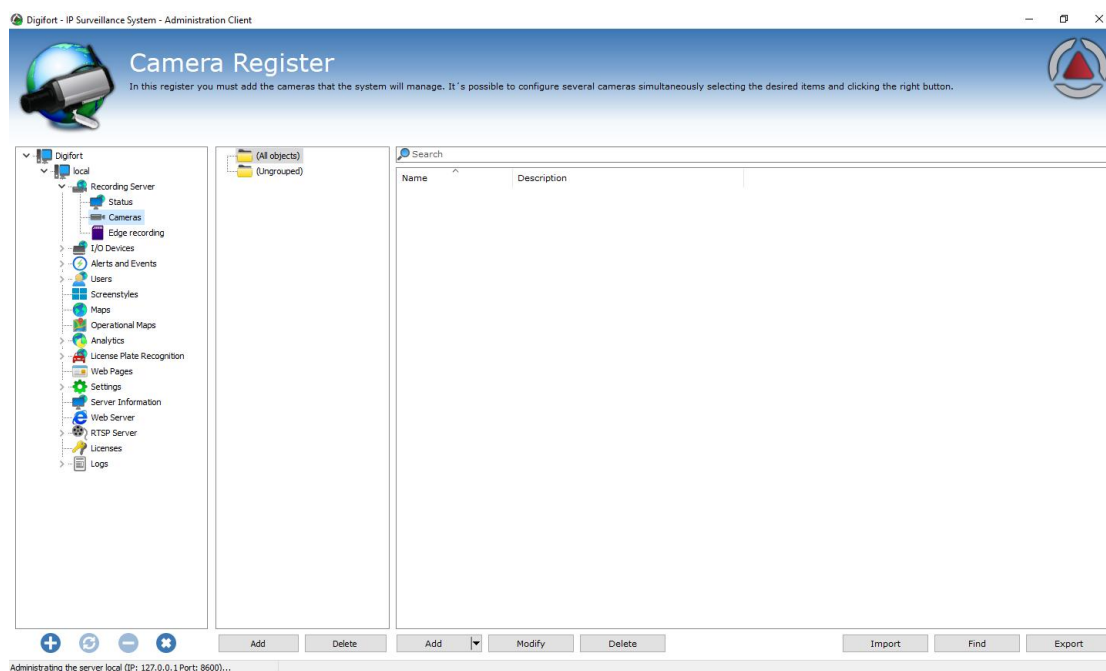 Digifort - IP Surveillance System - Administration Client
Camera Register
In this register you must add the cameras that the system will manage. It´s possible to configure several cameras simultaneously selecting the desired items and clicking the right button.
Digifort
local
Recording Server
Status
Cameras
Edge recording
I/O Devices
Alerts and Events
Users
Screenstyles
Maps
Operational Maps
Analytics
License Plate Recognition
Web Pages
Settings
Server Information
Web Server
RTSP Server
Licenses
Logs
(All objects)
(Ungrouped)
Search
Name Description
Add Delete Add Modify Delete Import Find Export
Administrating the server local (IP: 127.0.0.1 Port: 8600)...